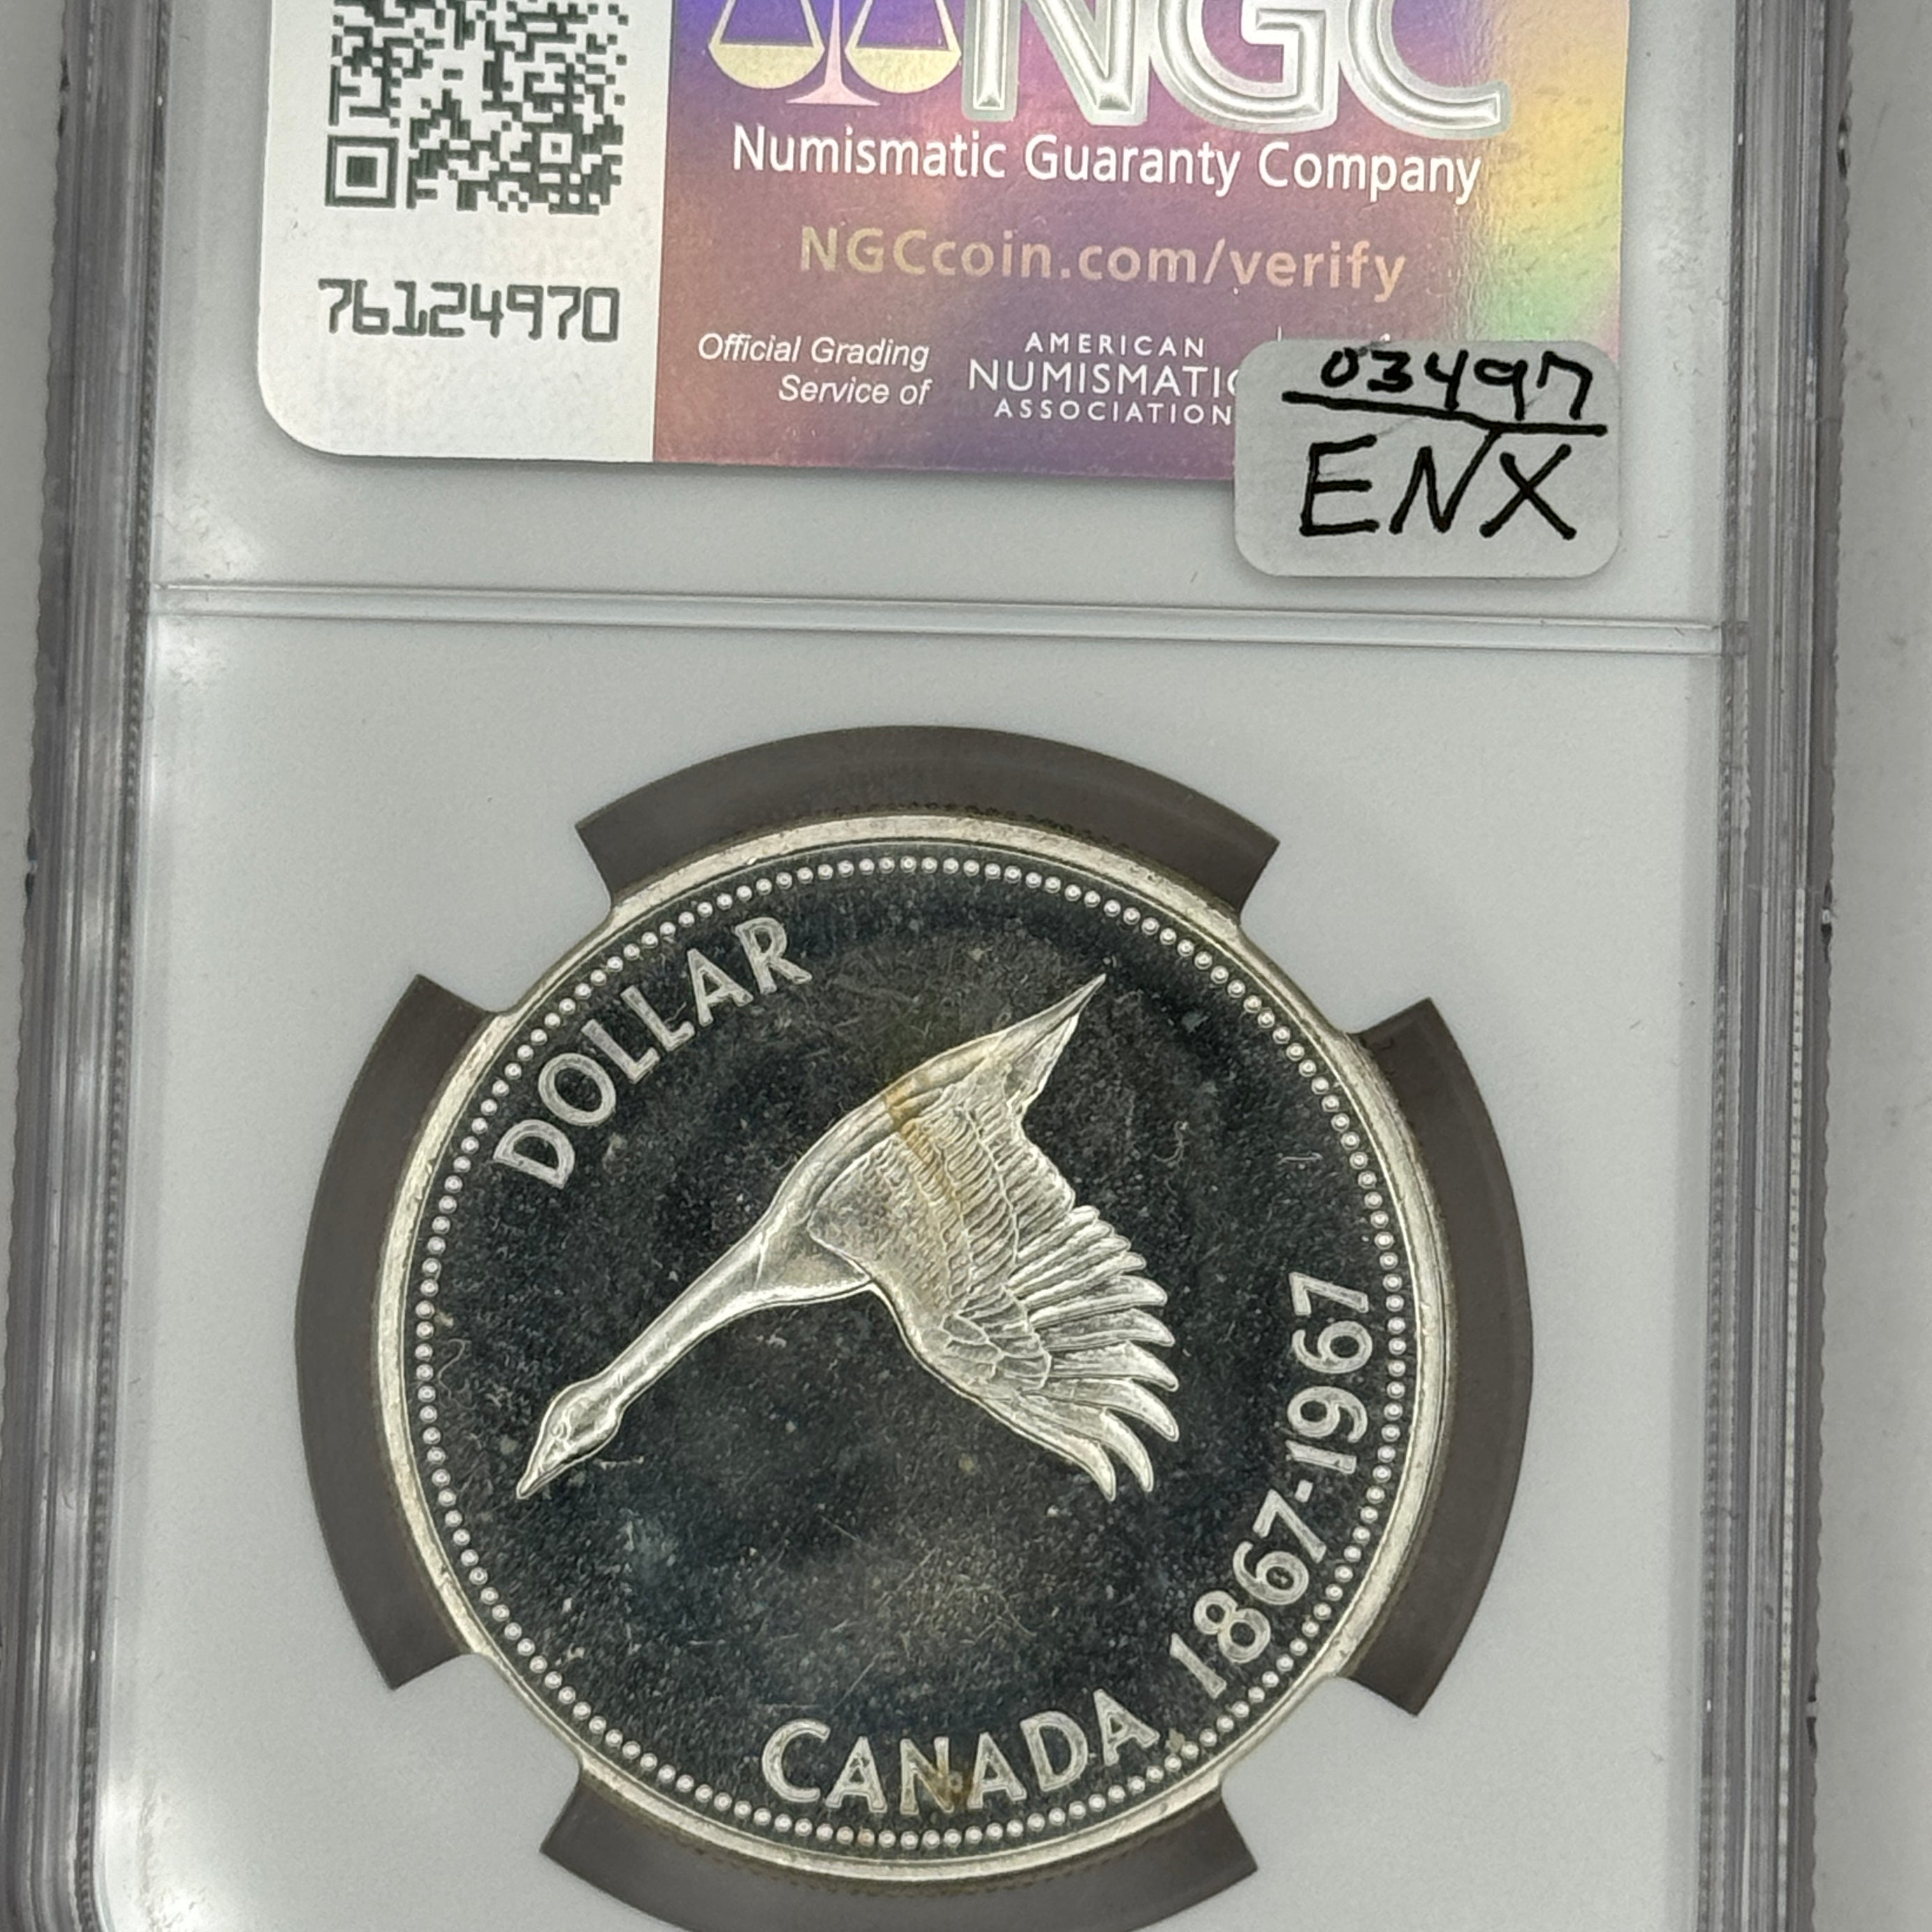 NGC
Numismatic Guaranty Company
NGCcoin.com/verify
76124970
Official Grading
Service of
AMERICAN
NUMISMATIC
ASSOCIATION
03497
ENX
DOLLAR
CANADA 1867-1967